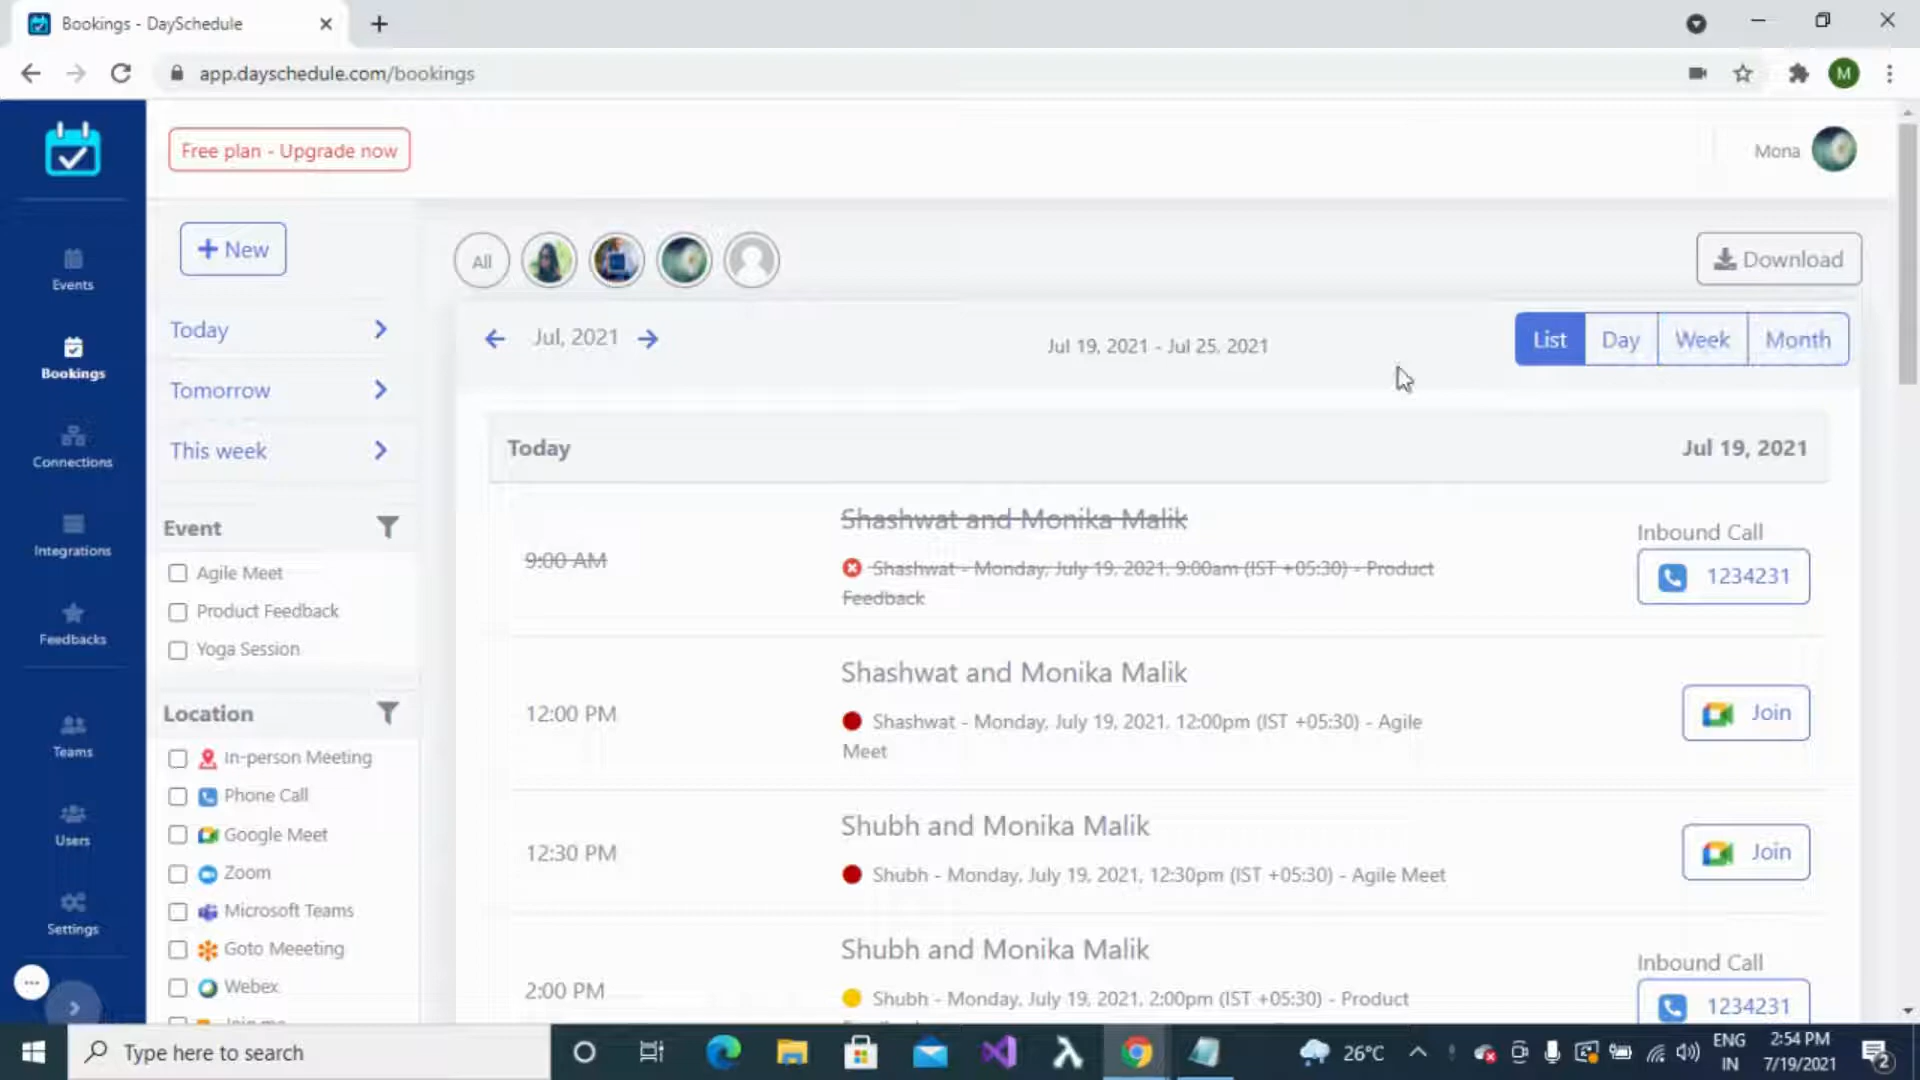 Bookings - DaySchedule
app.dayschedule.com/bookings
M
Free plan - Upgrade now
Mona
+ New
All
Download
Events
Today
Jul, 2021
Jul 19, 2021 - Jul 25, 2021
List
Day
Week
Month
Bookings
Tomorrow
Connections
This week
Today
Jul 19, 2021
Event
Shashwat and Monika Malik
Inbound Call
Integrations
9:00 AM
Shashwat - Monday, July 19, 2021, 9:00am (IST +05:30) - Product
Feedback
1234231
Agile Meet
Product Feedback
Yoga Session
Feedbacks
Shashwat and Monika Malik
12:00 PM
Shashwat - Monday, July 19, 2021, 12:00pm (IST +05:30) - Agile
Meet
Join
Location
Teams
In-person Meeting
Phone Call
Google Meet
Zoom
Microsoft Teams
Goto Meeeting
Webex
Users
Shubh and Monika Malik
12:30 PM
Shubh - Monday, July 19, 2021, 12:30pm (IST +05:30) - Agile Meet
Join
Settings
Shubh and Monika Malik
Inbound Call
2:00 PM
Shubh - Monday, July 19, 2021, 2:00pm (IST +05:30) - Product
1234231
Type here to search
26°C
ENG
IN
2:54 PM
7/19/2021
2